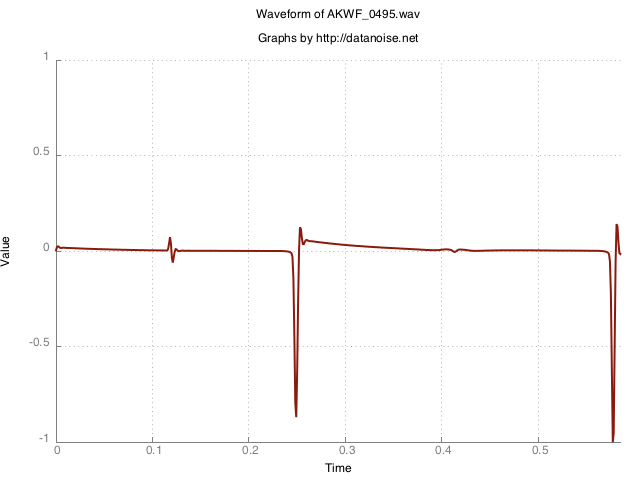 Waveform of AKWF_0495.wav
Graphs by http://datanoise.net
1
0.5
0
-0.5
-1
Value
0 0.1 0.2 0.3 0.4 0.5
Time